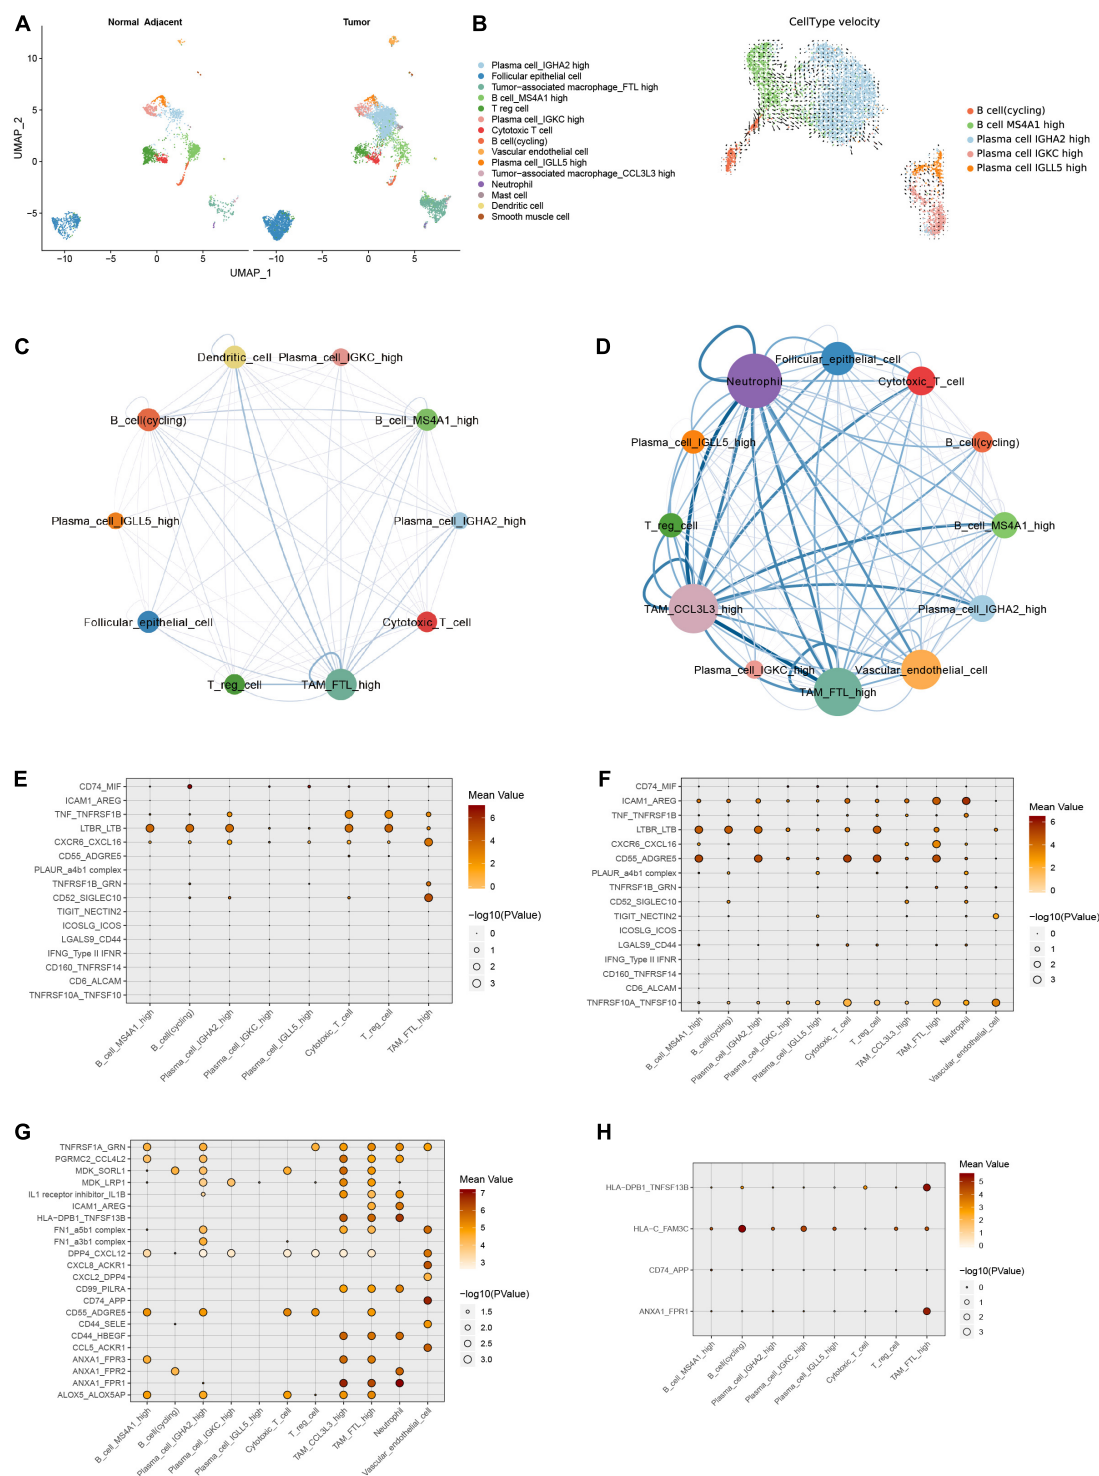 A
Normal Adjacent
Tumor
UMAP_2
10
5
0
−5
−10
−5
0
5
−10
−5
0
5
UMAP_1
Plasma cell_IGHA2 high
Follicular epithelial cell
Tumor−associated macrophage_FTL high
B cell_MS4A1 high
T reg cell
Plasma cell_IGKC high
Cytotoxic T cell
B cell(cycling)
Vascular endothelial cell
Plasma cell_IGLL5 high
Tumor−associated macrophage_CCL3L3 high
Neutrophil
Mast cell
Dendritic cell
Smooth muscle cell
B
CellType velocity
B cell(cycling)
B cell MS4A1 high
Plasma cell IGHA2 high
Plasma cell IGKC high
Plasma cell IGLL5 high
C
Dendritic_cell
Plasma_cell_IGKC_high
B_cell(cycling)
B_cell_MS4A1_high
Plasma_cell_IGLL5_high
Plasma_cell_IGHA2_high
Follicular_epithelial_cell
Cytotoxic_T_cell
T_reg_cell
TAM_FTL_high
D
Follicular_epithelial_cell
Neutrophil
Cytotoxic_T_cell
Plasma_cell_IGLL5_high
B_cell(cycling)
T_reg_cell
B_cell_MS4A1_high
TAM_CCL3L3_high
Plasma_cell_IGHA2_high
Plasma_cell_IGKC_high
Vascular_endothelial_cell
TAM_FTL_high
E
CD74_MIF
ICAM1_AREG
TNF_TNFRSF1B
LTBR_LTB
CXCR6_CXCL16
CD55_ADGRE5
PLAUR_a4b1 complex
TNFRSF1B_GRN
CD52_SIGLEC10
TIGIT_NECTIN2
ICOSLG_ICOS
LGALS9_CD44
IFNG_Type II IFNR
CD160_TNFRSF14
CD6_ALCAM
TNFRSF10A_TNFSF10
B_cell_MS4A1_high
B_cell(cycling)
Plasma_cell_IGHA2_high
Plasma_cell_IGKC_high
Plasma_cell_IGLL5_high
Cytotoxic_T_cell
T_reg_cell
TAM_FTL_high
Mean Value
6
4
2
0
−log10(PValue)
0
1
2
3
F
CD74_MIF
ICAM1_AREG
TNF_TNFRSF1B
LTBR_LTB
CXCR6_CXCL16
CD55_ADGRE5
PLAUR_a4b1 complex
TNFRSF1B_GRN
CD52_SIGLEC10
TIGIT_NECTIN2
ICOSLG_ICOS
LGALS9_CD44
IFNG_Type II IFNR
CD160_TNFRSF14
CD6_ALCAM
TNFRSF10A_TNFSF10
B_cell_MS4A1_high
B_cell(cycling)
Plasma_cell_IGHA2_high
Plasma_cell_IGKC_high
Plasma_cell_IGLL5_high
Cytotoxic_T_cell
T_reg_cell
TAM_CCL3L3_high
TAM_FTL_high
Neutrophil
Vascular_endothelial_cell
Mean Value
6
4
2
0
−log10(PValue)
0
1
2
3
G
TNFRSF1A_GRN
PGRMC2_CCL4L2
MDK_SORL1
MDK_LRP1
IL1 receptor inhibitor_IL1B
ICAM1_AREG
HLA−DPB1_TNFSF13B
FN1_a5b1 complex
FN1_a3b1 complex
DPP4_CXCL12
CXCL8_ACKR1
CXCL2_DPP4
CD99_PILRA
CD74_APP
CD55_ADGRE5
CD44_SELE
CD44_HBEGF
CCL5_ACKR1
ANXA1_FPR3
ANXA1_FPR2
ANXA1_FPR1
ALOX5_ALOX5AP
B_cell_MS4A1_high
B_cell(cycling)
Plasma_cell_IGHA2_high
Plasma_cell_IGKC_high
Plasma_cell_IGLL5_high
Cytotoxic_T_cell
T_reg_cell
TAM_CCL3L3_high
TAM_FTL_high
Neutrophil
Vascular_endothelial_cell
Mean Value
7
6
5
4
3
−log10(PValue)
1.5
2.0
2.5
3.0
H
HLA−DPB1_TNFSF13B
HLA−C_FAM3C
CD74_APP
ANXA1_FPR1
B_cell_MS4A1_high
B_cell(cycling)
Plasma_cell_IGHA2_high
Plasma_cell_IGKC_high
Plasma_cell_IGLL5_high
Cytotoxic_T_cell
T_reg_cell
TAM_FTL_high
Mean Value
5
4
3
2
1
0
−log10(PValue)
0
1
2
3